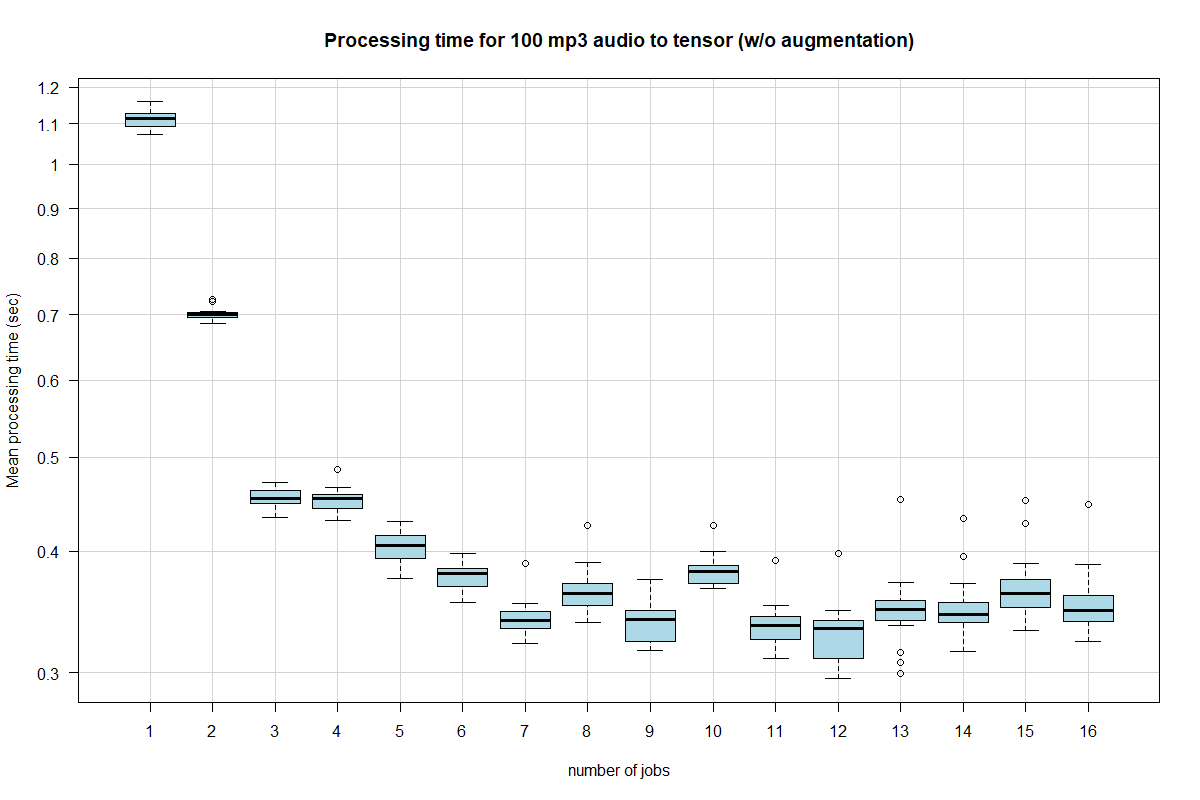 Processing time for 100 mp3 audio to tensor (w/o augmentation)
Mean processing time (sec)
1.2
1.1
1
0.9
0.8
0.7
0.6
0.5
0.4
0.3
1 2 3 4 5 6 7 8 9 10 11 12 13 14 15 16
number of jobs